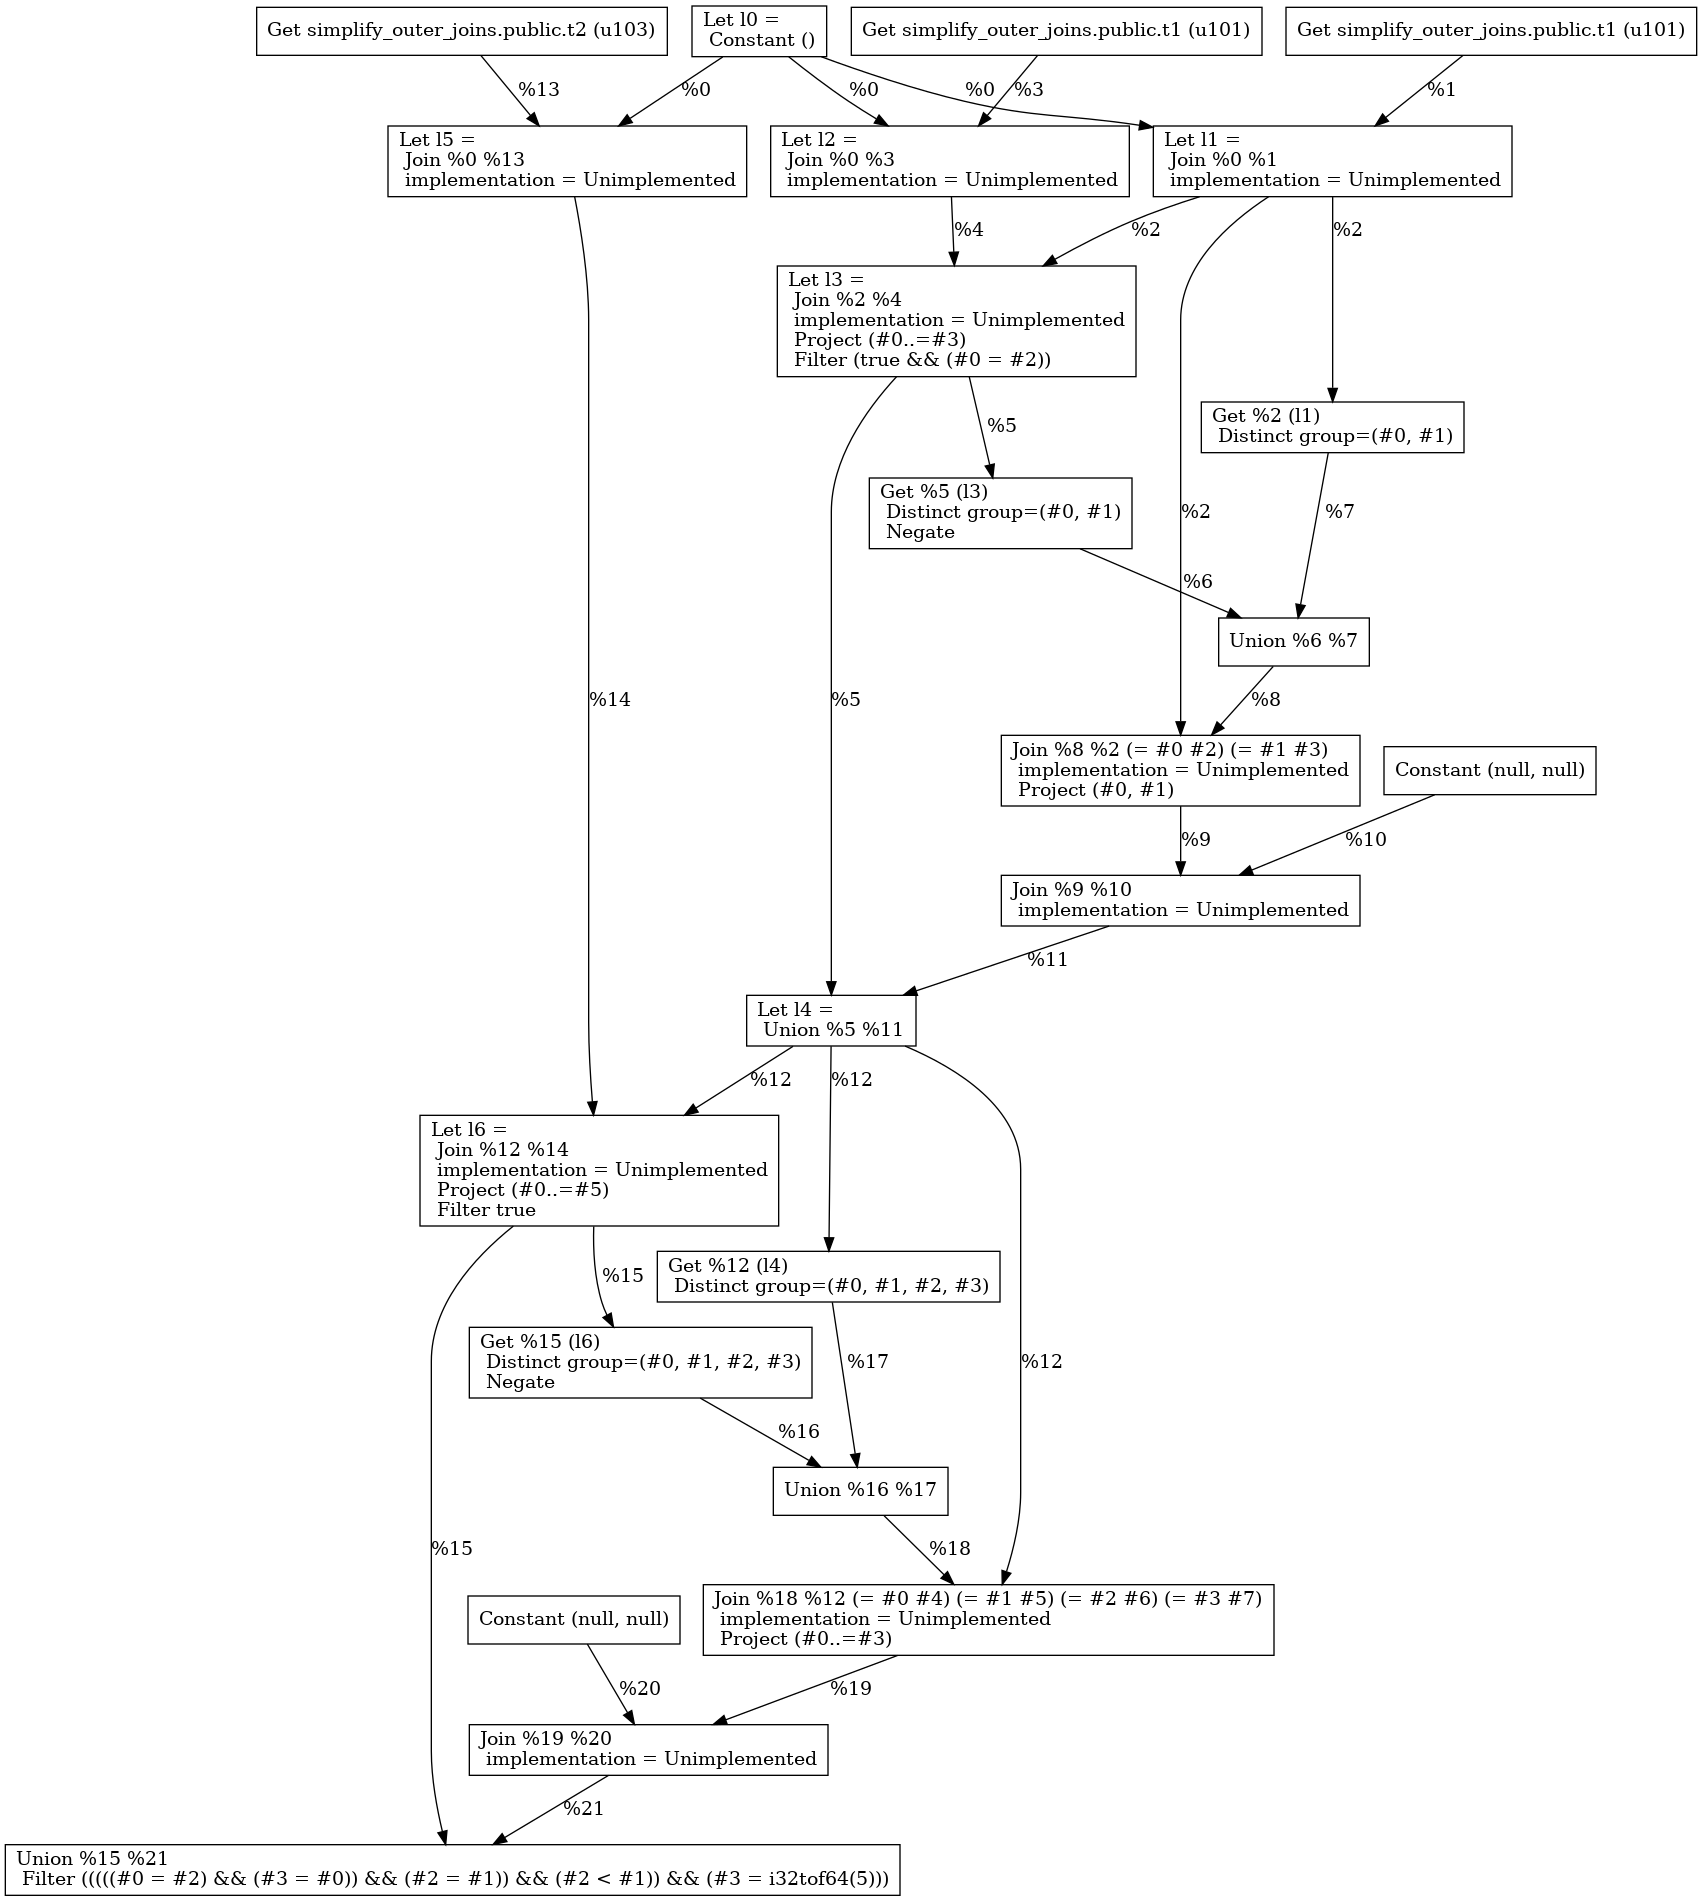 Get simplify_outer_joins.public.t2 (u103)
Let l0 =
Constant ()
Get simplify_outer_joins.public.t1 (u101)
Get simplify_outer_joins.public.t1 (u101)
%13
%0
%0
%3
%0
%1
Let l5 =
Join %0 %13
implementation = Unimplemented
Let l2 =
Join %0 %3
implementation = Unimplemented
Let l1 =
Join %0 %1
implementation = Unimplemented
%4
%2
%2
Let l3 =
Join %2 %4
implementation = Unimplemented
Project (#0..=#3)
Filter (true && (#0 = #2))
Get %2 (l1)
Distinct group=(#0, #1)
%5
Get %5 (l3)
Distinct group=(#0, #1)
Negate
%2
%7
%6
Union %6 %7
%14
%5
%8
Join %8 %2 (= #0 #2) (= #1 #3)
implementation = Unimplemented
Project (#0, #1)
Constant (null, null)
%9
%10
Join %9 %10
implementation = Unimplemented
%11
Let l4 =
Union %5 %11
%12
%12
Let l6 =
Join %12 %14
implementation = Unimplemented
Project (#0..=#5)
Filter true
Get %12 (l4)
Distinct group=(#0, #1, #2, #3)
%15
Get %15 (l6)
Distinct group=(#0, #1, #2, #3)
Negate
%17
%12
%16
Union %16 %17
%15
%18
Join %18 %12 (= #0 #4) (= #1 #5) (= #2 #6) (= #3 #7)
implementation = Unimplemented
Project (#0..=#3)
Constant (null, null)
%20
%19
Join %19 %20
implementation = Unimplemented
%21
Union %15 %21
Filter (((((#0 = #2) && (#3 = #0)) && (#2 = #1)) && (#2 < #1)) && (#3 = i32tof64(5)))